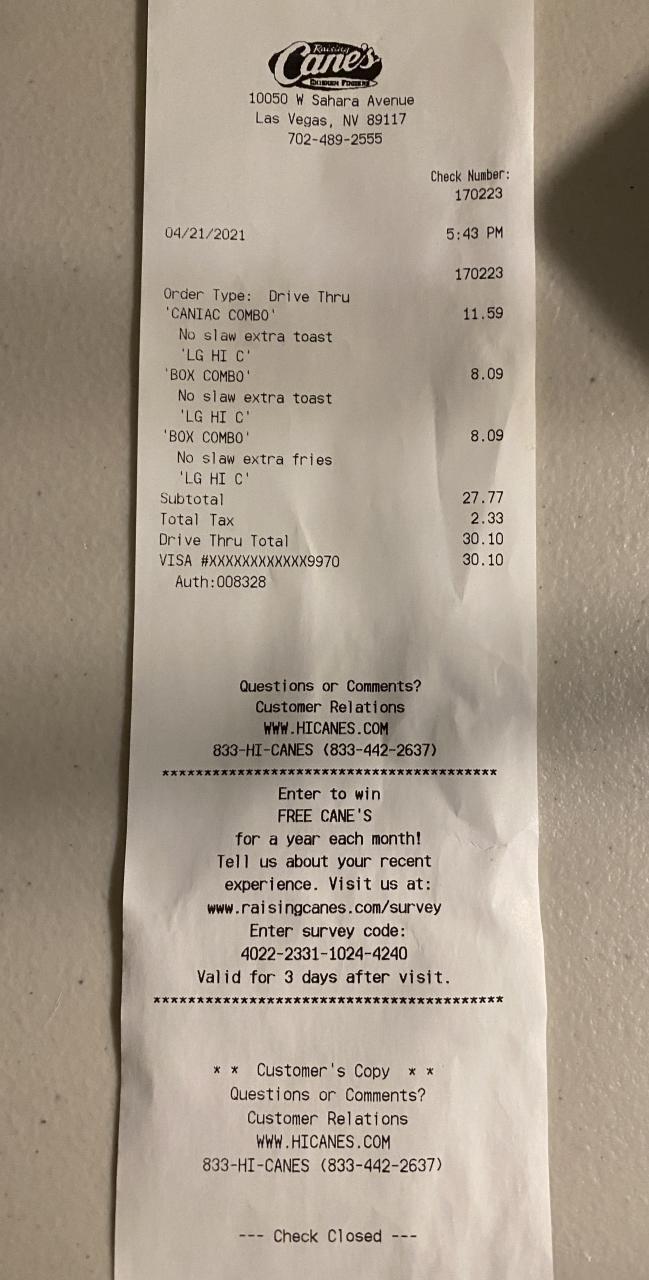 Raising
Cane's
CHICKEN FINGERS
10050 W Sahara Avenue
Las Vegas, NV 89117
702-489-2555
Check Number:
170223
04/21/2021 5:43 PM
170223
Order Type: Drive Thru
'CANIAC COMBO' 11.59
No slaw extra toast
'LG HI C'
'BOX COMBO' 8.09
No slaw extra toast
'LG HI C'
'BOX COMBO' 8.09
No slaw extra fries
'LG HI C'
Subtotal 27.77
Total Tax 2.33
Drive Thru Total 30.10
VISA #XXXXXXXXXXXX9970 30.10
Auth:008328
Questions or Comments?
Customer Relations
WWW.HICANES.COM
833-HI-CANES (833-442-2637)
****************************************
Enter to win
FREE CANE'S
for a year each month!
Tell us about your recent
experience. Visit us at:
www.raisingcanes.com/survey
Enter survey code:
4022-2331-1024-4240
Valid for 3 days after visit.
****************************************
* * Customer's Copy * *
Questions or Comments?
Customer Relations
WWW.HICANES.COM
833-HI-CANES (833-442-2637)
--- Check Closed ---